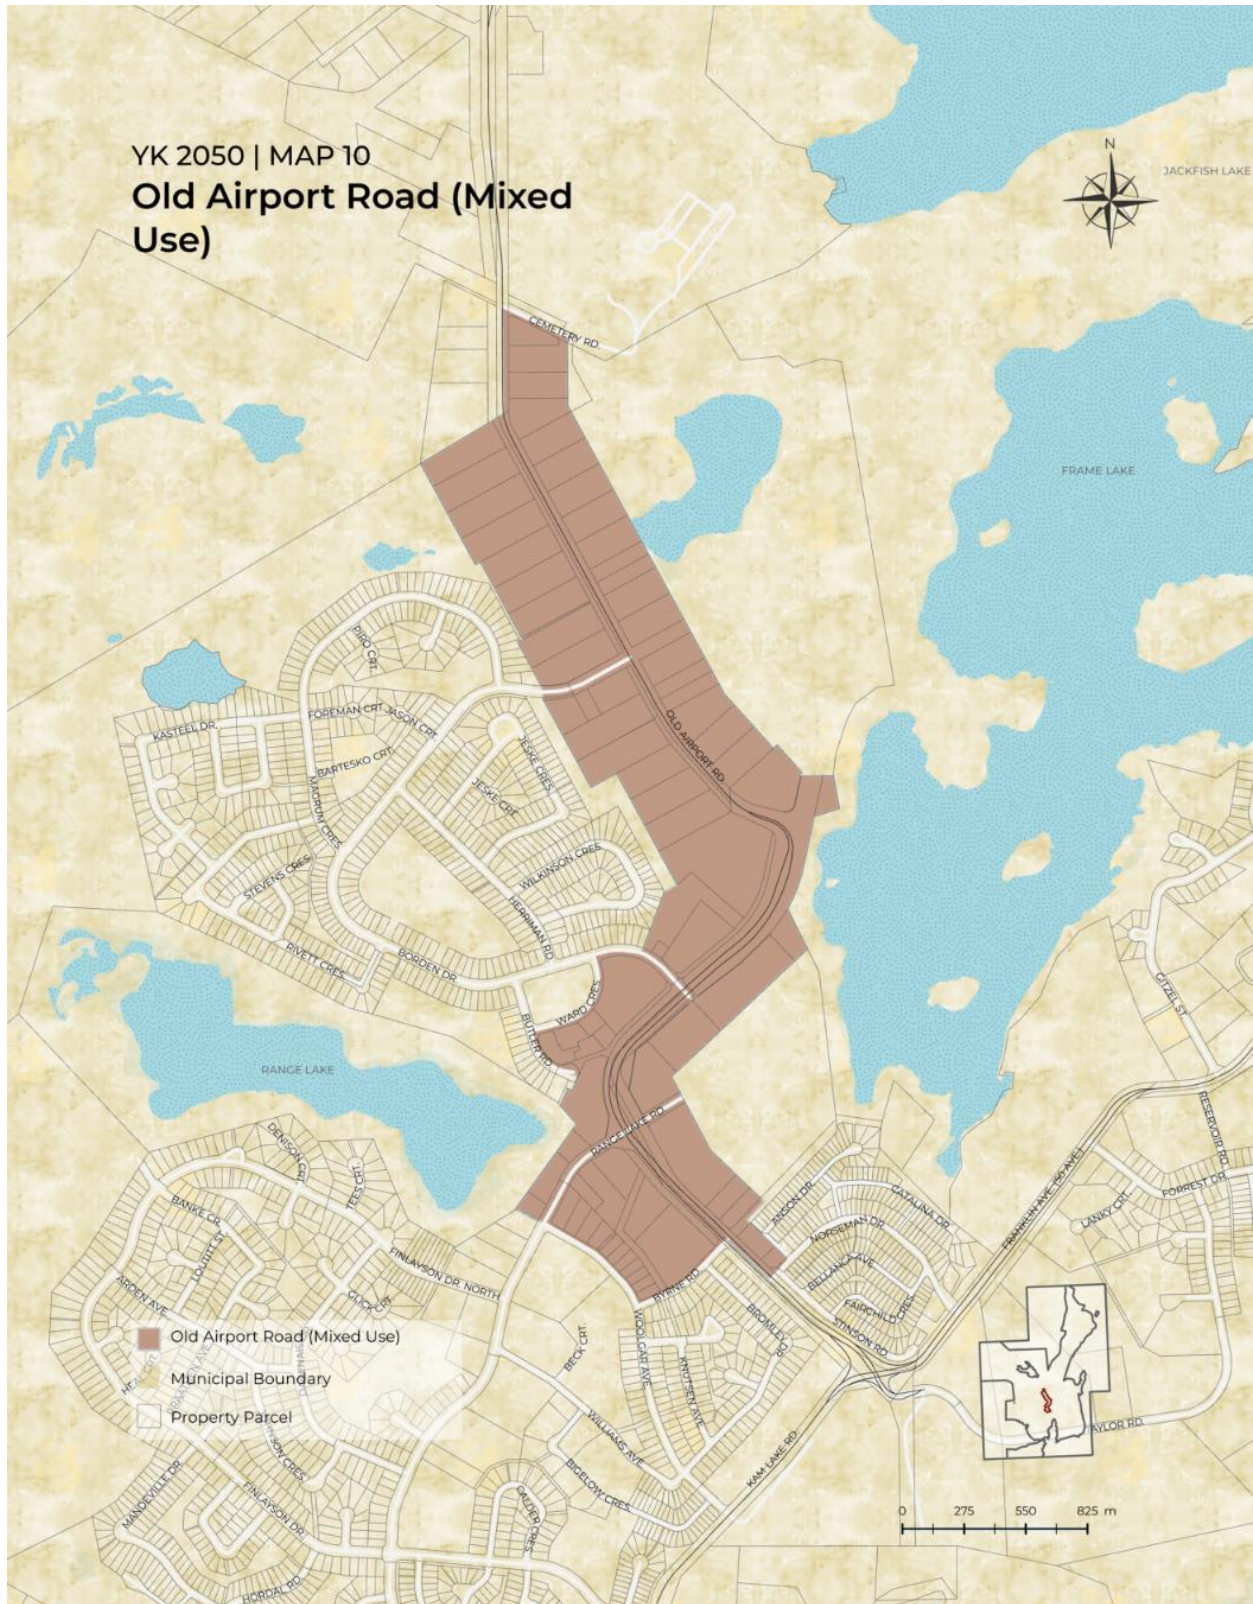 YK 2050 | MAP 10
Old Airport Road (Mixed
Use)
N
JACKFISH LAKE
CEMETERY RD.
FRAME LAKE
PIRO CRT.
KASTEEL DR.
FOREMAN CRT.
JASON CRT.
OLD AIRPORT RD.
BARTESKO CRT.
JESKE CRES.
MAGRUM CRES.
JESKE CRT.
STEVENS CRES.
WILKINSON CRES.
HERRIMAN RD.
RIVETT CRES.
BORDEN DR.
WARD CRES.
BUTLER RD.
GITZEL ST.
RANGE LAKE
RANGE LAKE RD.
RESERVOIR RD.
DENISON CRT.
TEES CRT.
ANSON DR.
CATALINA DR.
FRANKLIN AVE. (50 AVE.)
FORREST DR.
LANKY CRT.
BANKE CR.
NORSEMAN DR.
LOUTITT ST.
FINLAYSON DR. NORTH
BELLANCA AVE.
ARDEN AVE.
GLICK CRT.
BYRNE RD.
FAIRCHILD CRES.
BROMLEY DR.
STINSON RD.
WOOLGAR AVE.
BECK CRT.
KNUTSEN AVE.
Old Airport Road (Mixed Use)
Municipal Boundary
Property Parcel
WILLIAMS AVE.
TAYLOR RD.
KAM LAKE RD.
BIGELOW CRES.
MANDEVILLE DR.
FINLAYSON DR.
CALDER CRES.
HORDAL RD.
0 275 550 825 m